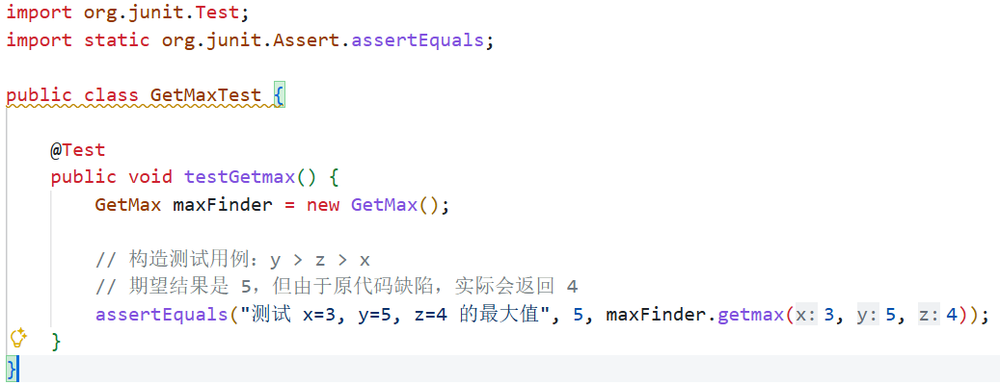 import org.junit.Test;
import static org.junit.Assert.assertEquals;
public class GetMaxTest {
@Test
public void testGetmax() {
GetMax maxFinder = new GetMax();
// 构造测试用例：y > z > x
// 期望结果是 5，但由于原代码缺陷，实际会返回 4
assertEquals("测试 x=3, y=5, z=4 的最大值", 5, maxFinder.getmax(x: 3, y: 5, z: 4));
}
}